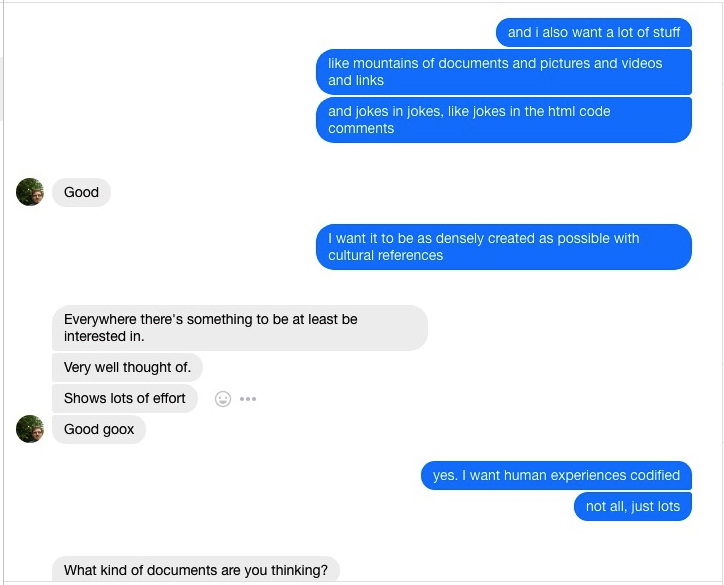 and i also want a lot of stuff
like mountains of documents and pictures and videos
and links
and jokes in jokes, like jokes in the html code
comments
Good
I want it to be as densely created as possible with
cultural references
Everywhere there's something to be at least be
interested in.
Very well thought of.
Shows lots of effort
Good goox
yes. I want human experiences codified
not all, just lots
What kind of documents are you thinking?